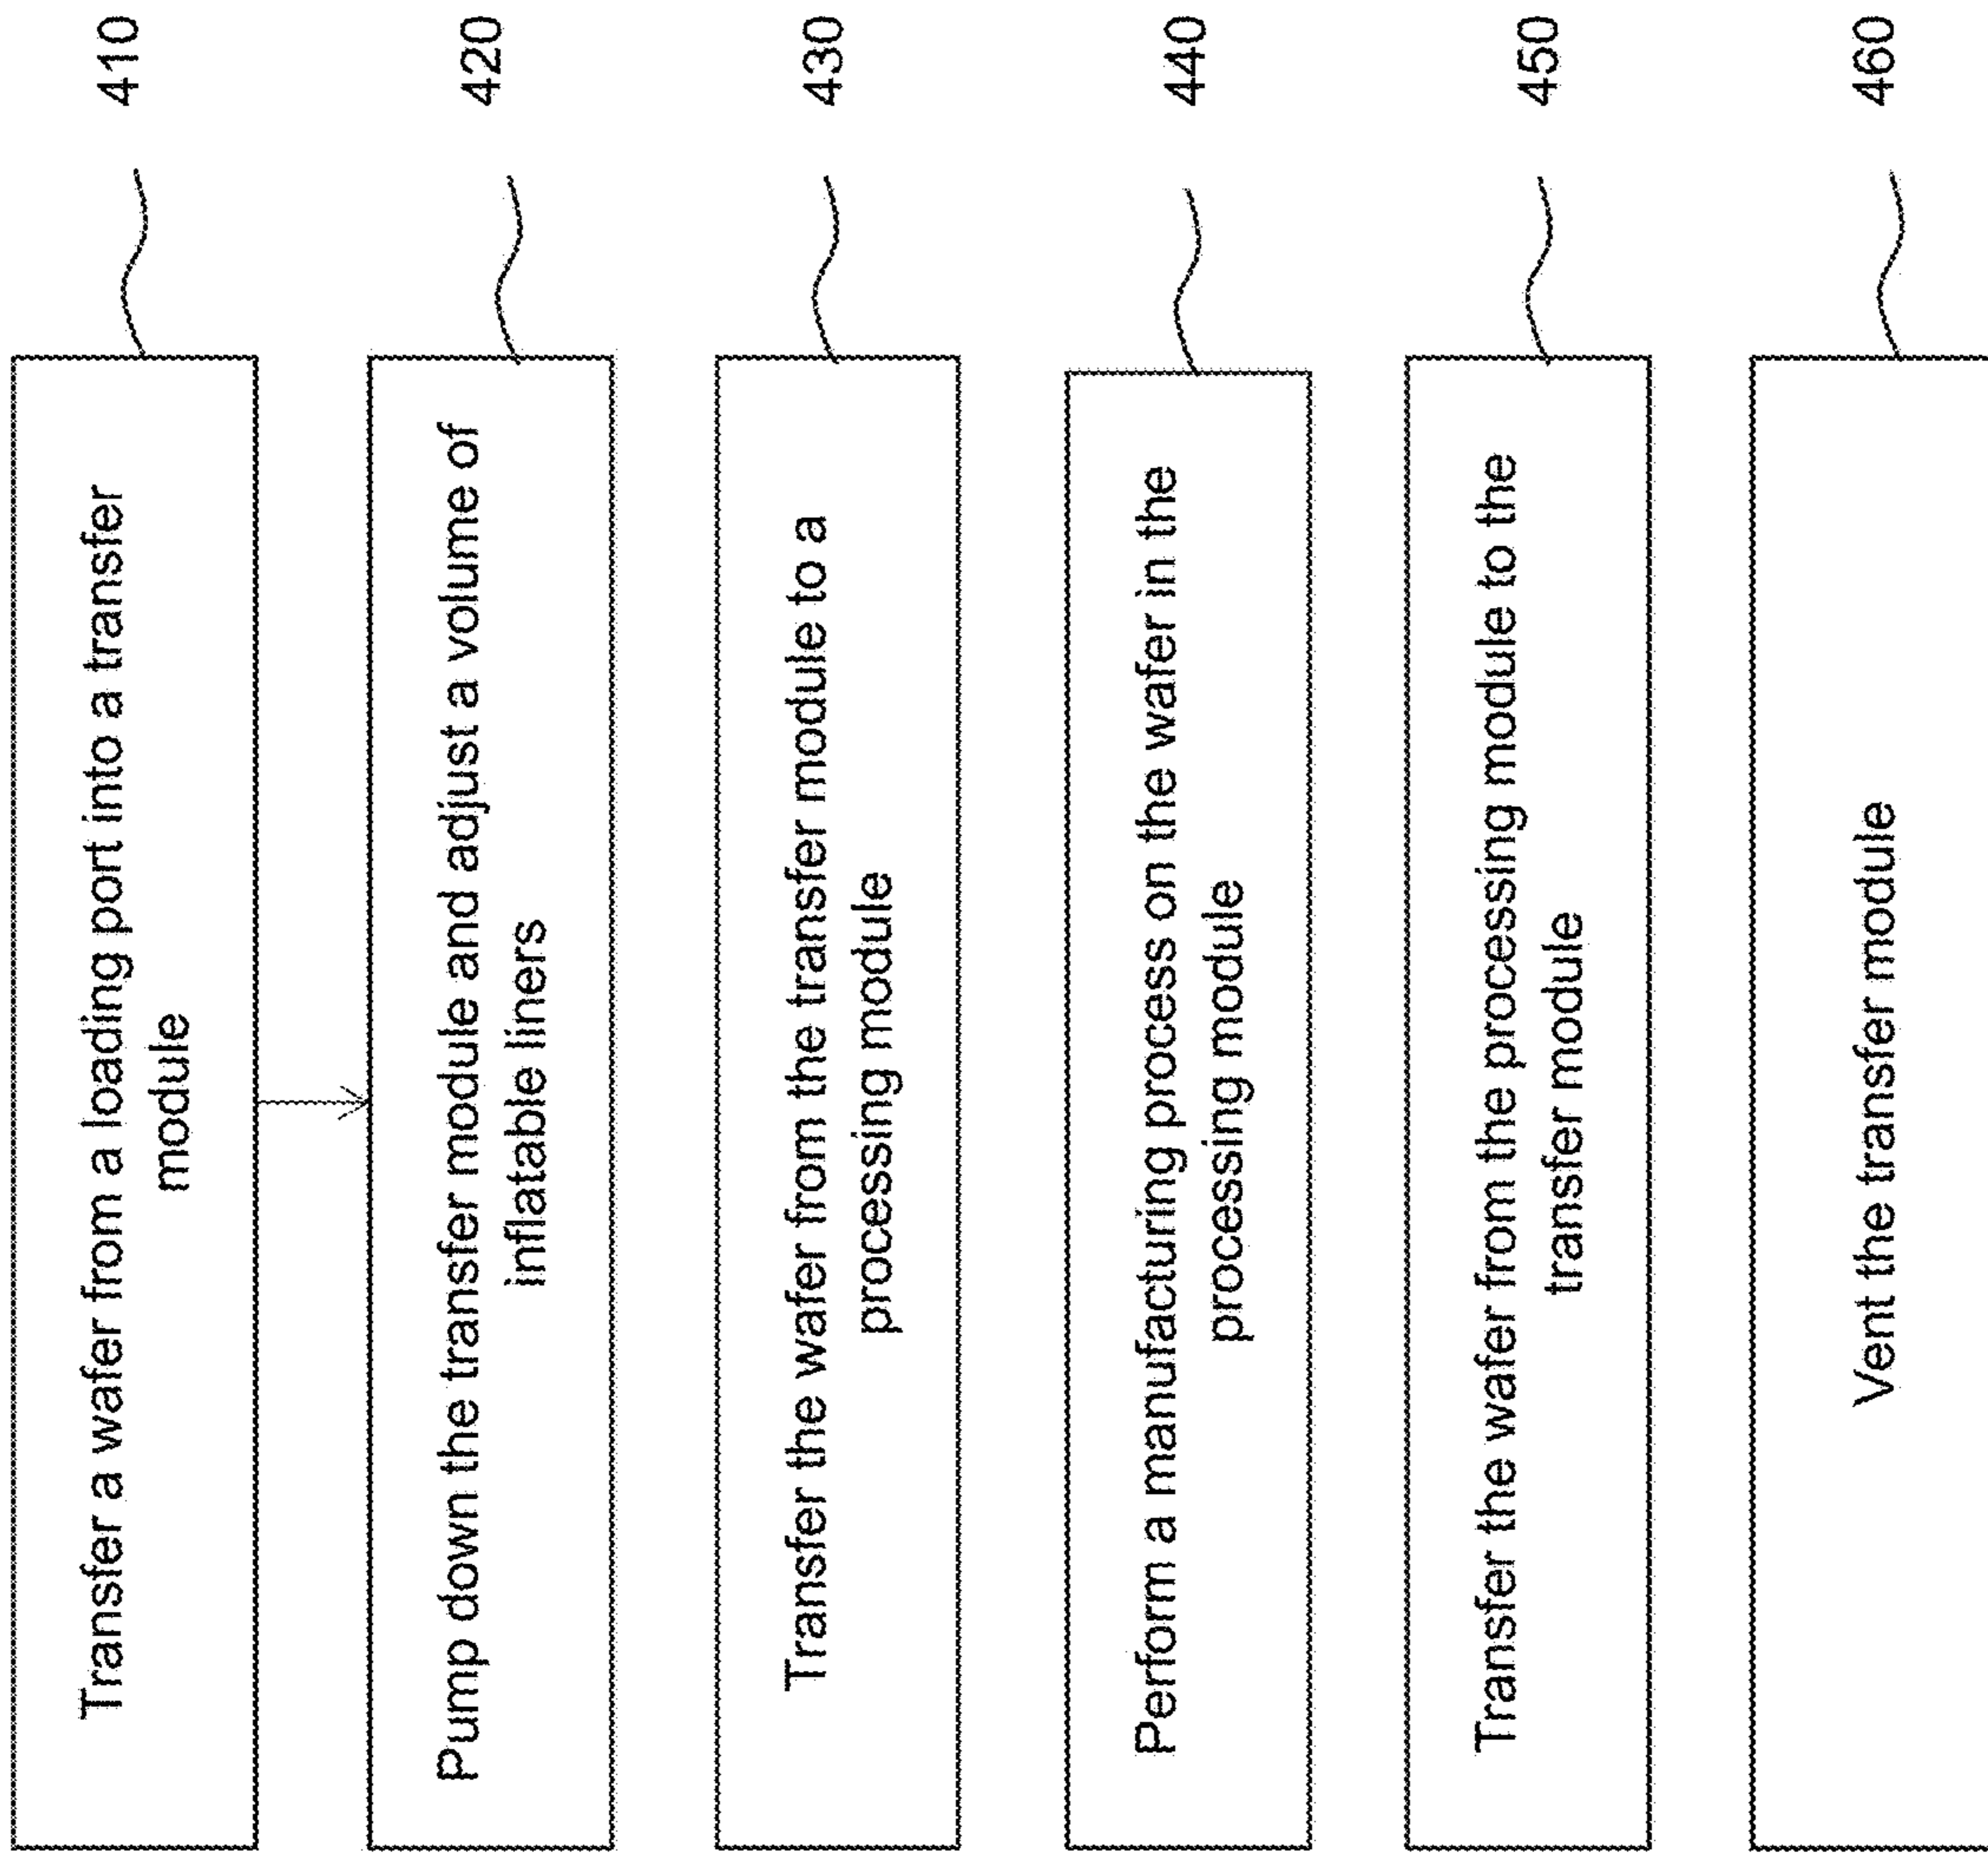 Transfer a wafer from a loading port into a transfer
module
410
Pump down the transfer module and adjust a volume of
inflatable liners
420
Transfer the wafer from the transfer module to a
processing module
430
Perform a manufacturing process on the wafer in the
processing module
440
Transfer the wafer from the processing module to the
transfer module
450
Vent the transfer module
460